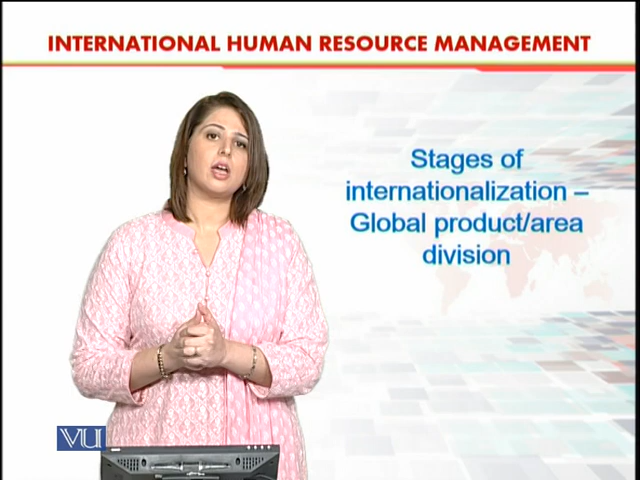 INTERNATIONAL HUMAN RESOURCE MANAGEMENT
Stages of
internationalization –
Global product/area
division
VU